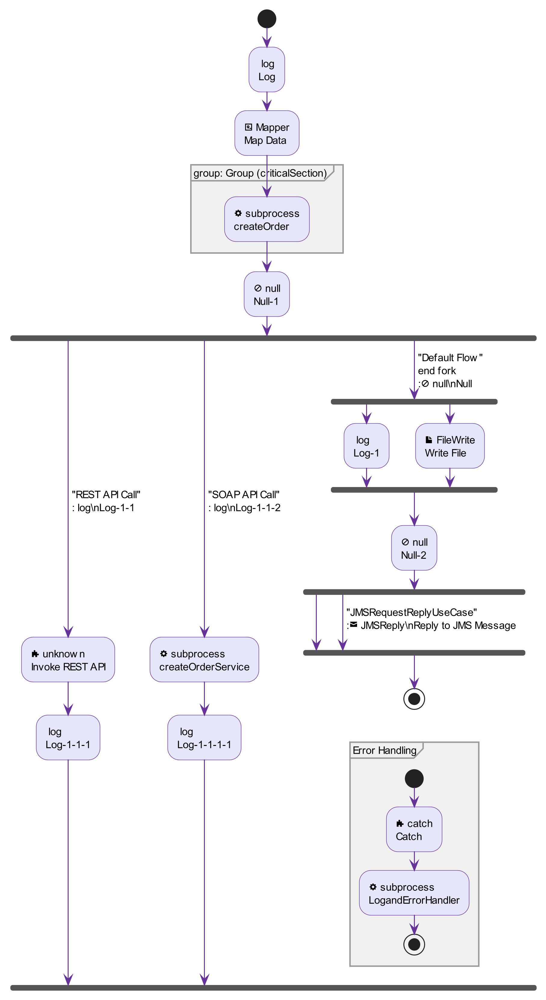 log
Log
Mapper
Map Data
group: Group (criticalSection)
subprocess
createOrder
null
Null-1
"Default Flow"
end fork
: null\nNull
log
Log-1
FileWrite
Write File
"REST API Call"
: log\nLog-1-1
"SOAP API Call"
: log\nLog-1-1-2
null
Null-2
"JMSRequestReplyUseCase"
: JMSReply\nReply to JMS Message
unknown
Invoke REST API
subprocess
createOrderService
log
Log-1-1-1
log
Log-1-1-1-1
Error Handling
catch
Catch
subprocess
LogandErrorHandler